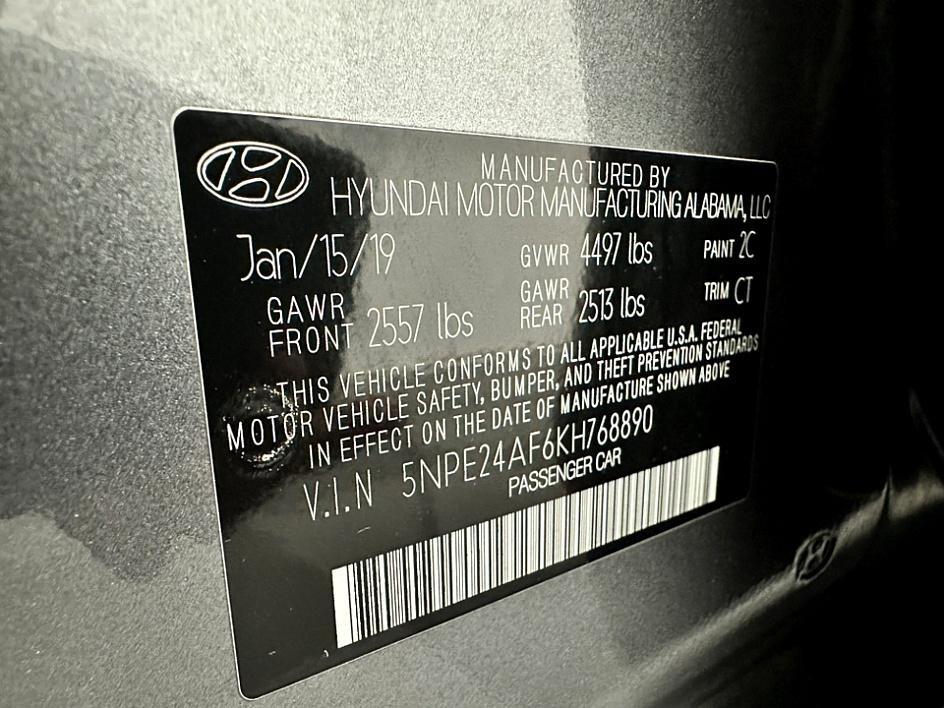 MANUFACTURED BY
HYUNDAI MOTOR MANUFACTURING ALABAMA, LLC
Jan/15/19 GVWR 4497 lbs PAINT 2C
GAWR FRONT 2557 lbs GAWR REAR 2513 lbs TRIM CT
THIS VEHICLE CONFORMS TO ALL APPLICABLE U.S.A. FEDERAL
MOTOR VEHICLE SAFETY, BUMPER, AND THEFT PREVENTION STANDARDS
IN EFFECT ON THE DATE OF MANUFACTURE SHOWN ABOVE
V.I.N 5NPE24AF6KH768890
PASSENGER CAR